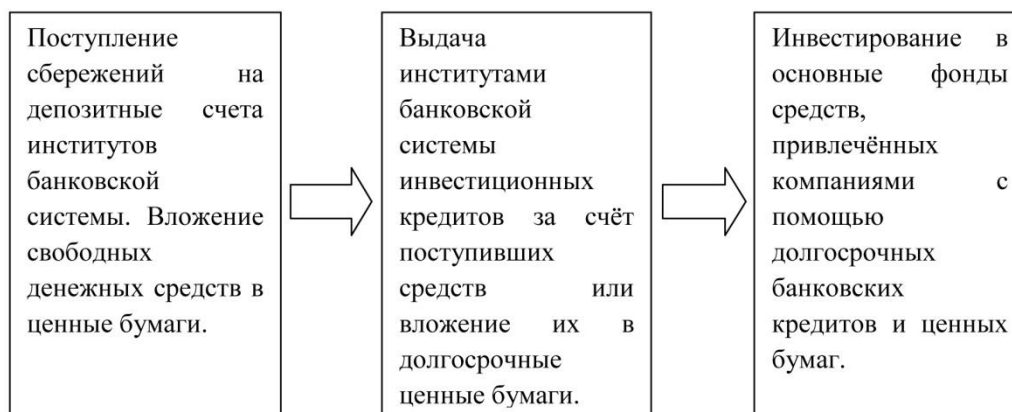 Поступление
сбережений на
депозитные счета
институтов
банковской
системы. Вложение
свободных
денежных средств в
ценные бумаги.
Выдача
институтами
банковской
системы
инвестиционных
кредитов за счёт
поступивших
средств или
вложение их в
долгосрочные
ценные бумаги.
Инвестирование в
основные фонды
средств,
привлечённых
компаниями с
помощью
долгосрочных
банковских
кредитов и ценных
бумаг.